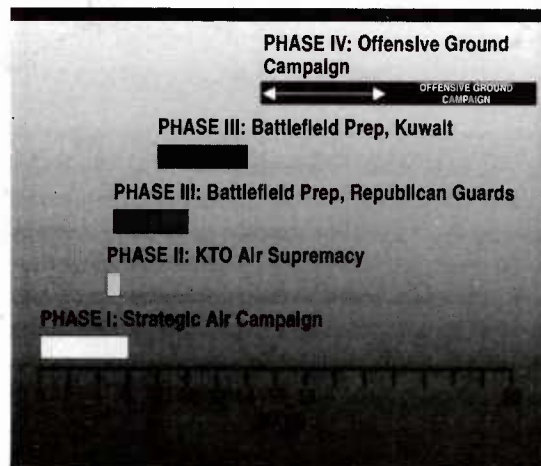 PHASE IV: Offensive Ground
Campaign
OFFENSIVE GROUND
CAMPAIGN
PHASE III: Battlefield Prep, Kuwait
PHASE III: Battlefield Prep, Republican Guards
PHASE II: KTO Air Supremacy
PHASE I: Strategic Air Campaign